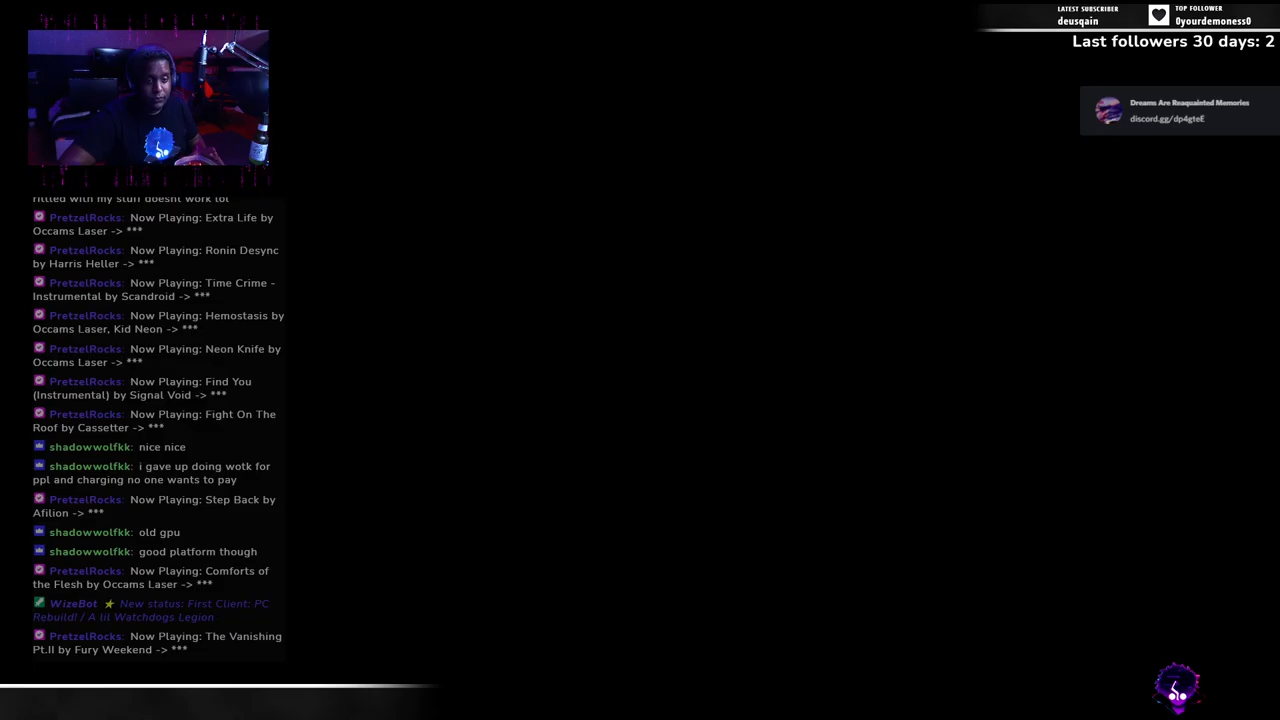 LATEST SUBSCRIBER
deusqain
TOP FOLLOWER
0yourdemoness0
Last followers 30 days: 2
Dreams Are Reaquainted Memories
discord.gg/dp4gteE
with my stuff doesnt work lol
PretzelRocks: Now Playing: Extra Life by
Occams Laser -> ***
PretzelRocks: Now Playing: Ronin Desync
by Harris Heller -> ***
PretzelRocks: Now Playing: Time Crime -
Instrumental by Scandroid -> ***
PretzelRocks: Now Playing: Hemostasis by
Occams Laser, Kid Neon -> ***
PretzelRocks: Now Playing: Neon Knife by
Occams Laser -> ***
PretzelRocks: Now Playing: Find You
(Instrumental) by Signal Void -> ***
PretzelRocks: Now Playing: Fight On The
Roof by Cassetter -> ***
shadowwolfkk: nice nice
shadowwolfkk: i gave up doing wotk for
ppl and charging no one wants to pay
PretzelRocks: Now Playing: Step Back by
Afilion -> ***
shadowwolfkk: old gpu
shadowwolfkk: good platform though
PretzelRocks: Now Playing: Comforts of
the Flesh by Occams Laser -> ***
WizeBot ★ New status: First Client: PC
Rebuild! / A lil Watchdogs Legion
PretzelRocks: Now Playing: The Vanishing
Pt.II by Fury Weekend -> ***